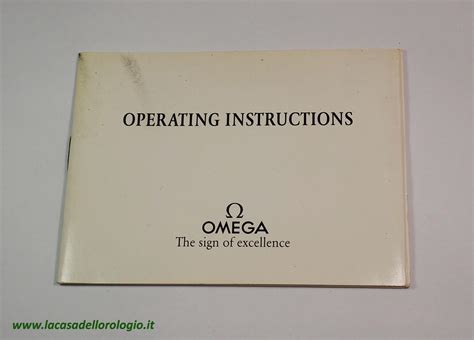 OPERATING INSTRUCTIONS
Ω
OMEGA
The sign of excellence
www.lacasadellorologio.it